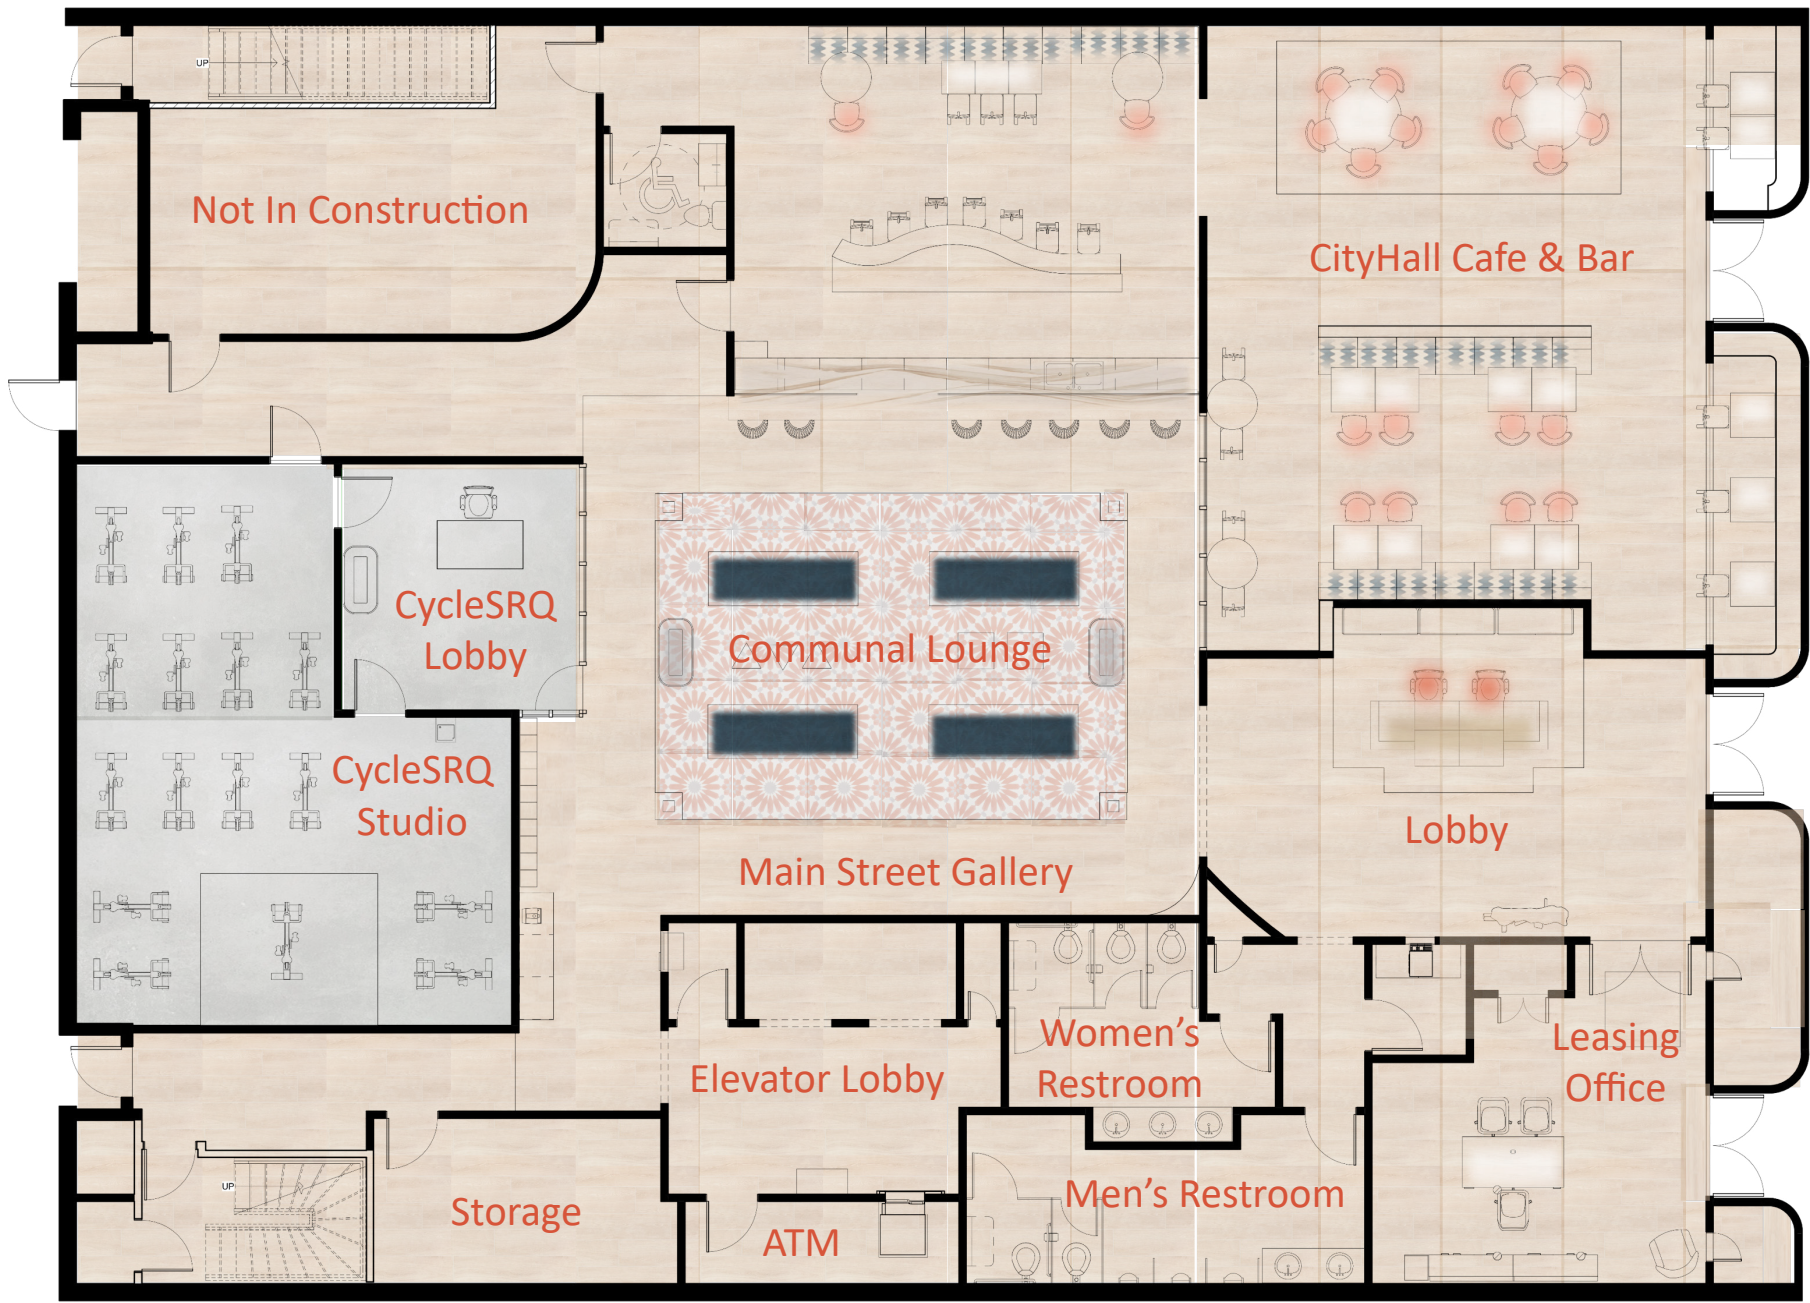 UP
Not In Construction
CityHall Cafe & Bar
CycleSRQ
Lobby
Communal Lounge
CycleSRQ
Studio
Lobby
Main Street Gallery
Women's
Restroom
Leasing
Office
Elevator Lobby
UP
Storage
Men's Restroom
ATM